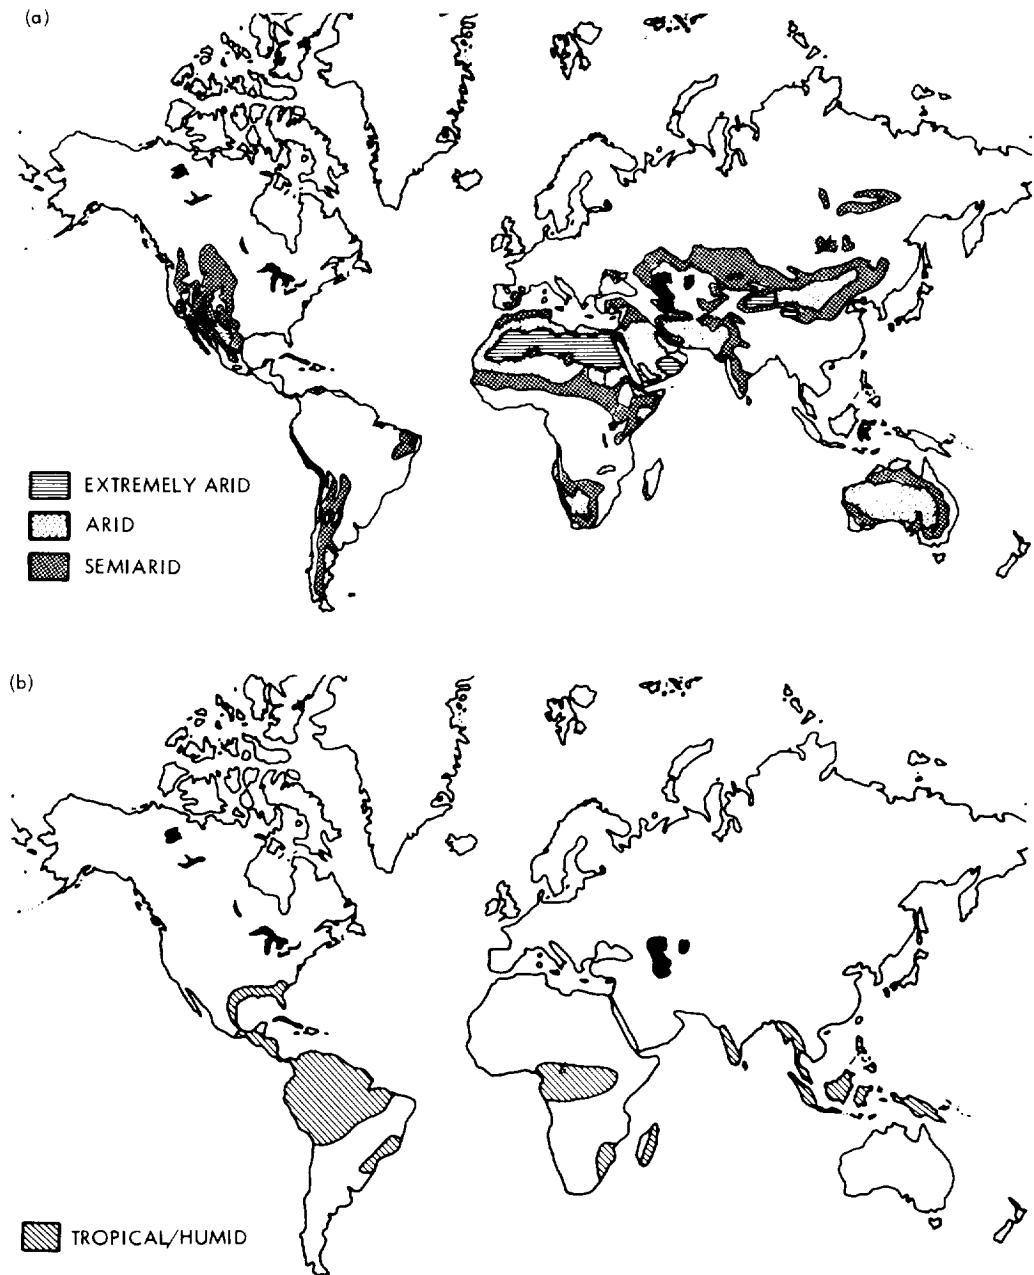 (a)
EXTREMELY ARID
ARID
SEMIARID
(b)
TROPICAL/HUMID